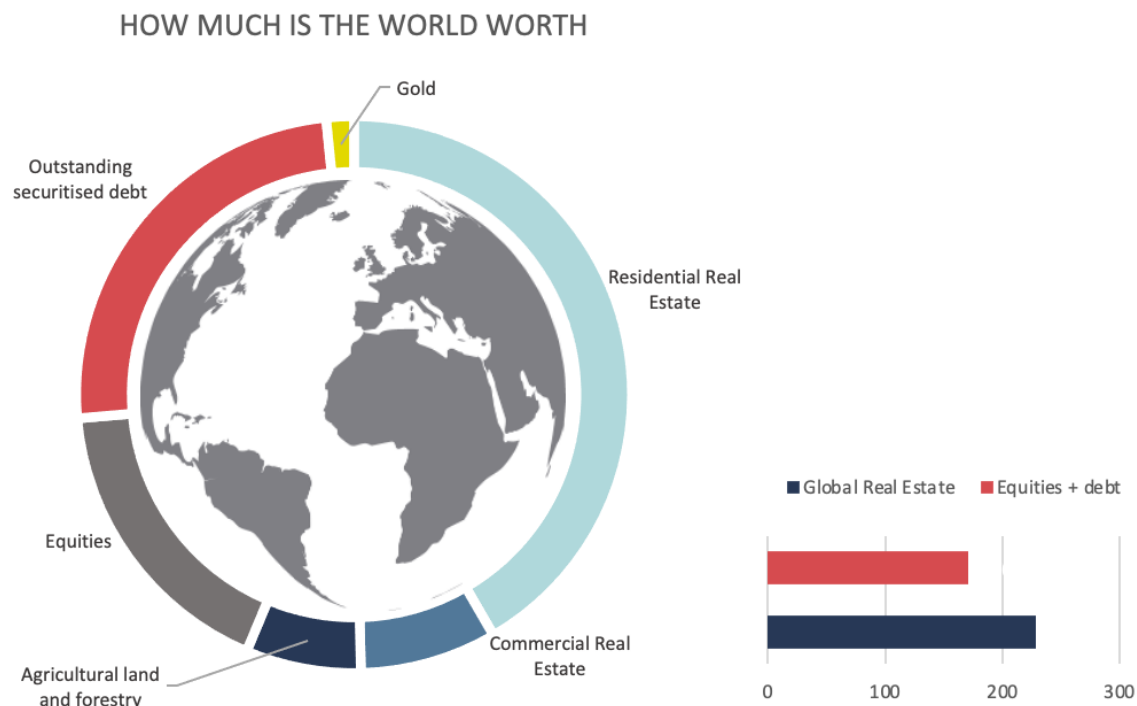 HOW MUCH IS THE WORLD WORTH
Gold
Outstanding
securitised debt
Residential Real
Estate
Equities
Commercial Real
Estate
Agricultural land
and forestry
Global Real Estate
Equities + debt
0
100
200
300